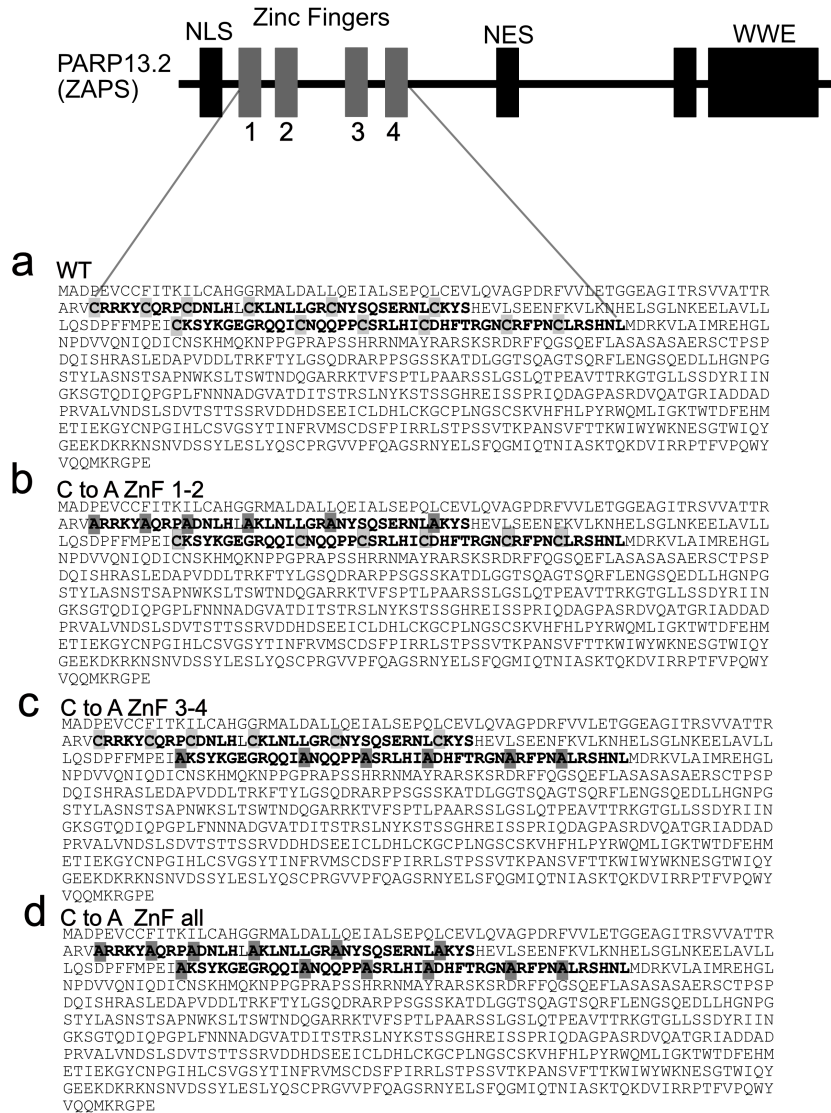 Zinc Fingers
NLS
NES
WWE
PARP13.2
(ZAPS)
1 2 3 4
a
WT
MADPEVCCFITKILCAHGGRMALDALLQEIALSEPQLCEVLQVAGPDRFVVLETGGEAGITRSVVATTR
ARVCRRKYCQRPCDNLHLCKLNLLGRCNYSQSERNLCKYSHEVLSEENFKVLKNHELSGLNKEELAVLL
LQSDPFFMPEICKSYKGEGRQQICNQQPPCSRLHICDHFTRGNCRFPNCLRSHNLMDRKVLAIMREHGL
NPDVVQNIQDICNSKHMQKNPPGPRAPSSHRRNMAYRARSKSRDRFFQGSQEFLASASASAERSCTPSP
DQISHRASLEDAPVDDLTRKFTYLGSQDRARPPSGSSKATDLGGTSQAGTSQRFLENGSQEDLLHGNPG
STYLASNSTSAPNWKSLTSWTNDQGARRKTVFSPTLPAARSSLGSLQTPEAVTTRKGTGLLSSDYRIIN
GKSGTQDIQPGPLFNNNADGVATDITSTRSLNYKSTSSGHREISSPRIQDAGPASRDVQATGRIADDAD
PRVALVNDSLSDVTSTTSSRVDDHDSEEICLDHLCKGCPLNGSCSKVHFHLPYRWQMLIGKTWTDFEHM
ETIEKGYCNPGIHLCSVGSYTINFRVMSCDSFPIRRLSTPSSVTKPANSVFTTKWIWYWKNESGTWIQY
GEEKDKRKNSNVDSSYLESLYQSCPRGVVPFQAGSRNYELSFQGMIQTNIASKTQKDVIRRPTFVPQWY
VQQMKRGPE
b
C to A ZnF 1-2
MADPEVCCFITKILCAHGGRMALDALLQEIALSEPQLCEVLQVAGPDRFVVLETGGEAGITRSVVATTR
ARVARRKYAQRPADNLHLAKLNLLGRANYSQSERNLAKYSHEVLSEENFKVLKNHELSGLNKEELAVLL
LQSDPFFMPEICKSYKGEGRQQICNQQPPCSRLHICDHFTRGNCRFPNCLRSHNLMDRKVLAIMREHGL
NPDVVQNIQDICNSKHMQKNPPGPRAPSSHRRNMAYRARSKSRDRFFQGSQEFLASASASAERSCTPSP
DQISHRASLEDAPVDDLTRKFTYLGSQDRARPPSGSSKATDLGGTSQAGTSQRFLENGSQEDLLHGNPG
STYLASNSTSAPNWKSLTSWTNDQGARRKTVFSPTLPAARSSLGSLQTPEAVTTRKGTGLLSSDYRIIN
GKSGTQDIQPGPLFNNNADGVATDITSTRSLNYKSTSSGHREISSPRIQDAGPASRDVQATGRIADDAD
PRVALVNDSLSDVTSTTSSRVDDHDSEEICLDHLCKGCPLNGSCSKVHFHLPYRWQMLIGKTWTDFEHM
ETIEKGYCNPGIHLCSVGSYTINFRVMSCDSFPIRRLSTPSSVTKPANSVFTTKWIWYWKNESGTWIQY
GEEKDKRKNSNVDSSYLESLYQSCPRGVVPFQAGSRNYELSFQGMIQTNIASKTQKDVIRRPTFVPQWY
VQQMKRGPE
c
C to A ZnF 3-4
MADPEVCCFITKILCAHGGRMALDALLQEIALSEPQLCEVLQVAGPDRFVVLETGGEAGITRSVVATTR
ARVCRRKYCQRPCDNLHLCKLNLLGRCNYSQSERNLCKYSHEVLSEENFKVLKNHELSGLNKEELAVLL
LQSDPFFMPEIAKSYKGEGRQQIANQQPPASRLHIADHFTRGNARFPNALRSHNLMDRKVLAIMREHGL
NPDVVQNIQDICNSKHMQKNPPGPRAPSSHRRNMAYRARSKSRDRFFQGSQEFLASASASAERSCTPSP
DQISHRASLEDAPVDDLTRKFTYLGSQDRARPPSGSSKATDLGGTSQAGTSQRFLENGSQEDLLHGNPG
STYLASNSTSAPNWKSLTSWTNDQGARRKTVFSPTLPAARSSLGSLQTPEAVTTRKGTGLLSSDYRIIN
GKSGTQDIQPGPLFNNNADGVATDITSTRSLNYKSTSSGHREISSPRIQDAGPASRDVQATGRIADDAD
PRVALVNDSLSDVTSTTSSRVDDHDSEEICLDHLCKGCPLNGSCSKVHFHLPYRWQMLIGKTWTDFEHM
ETIEKGYCNPGIHLCSVGSYTINFRVMSCDSFPIRRLSTPSSVTKPANSVFTTKWIWYWKNESGTWIQY
GEEKDKRKNSNVDSSYLESLYQSCPRGVVPFQAGSRNYELSFQGMIQTNIASKTQKDVIRRPTFVPQWY
VQQMKRGPE
d
C to A ZnF all
MADPEVCCFITKILCAHGGRMALDALLQEIALSEPQLCEVLQVAGPDRFVVLETGGEAGITRSVVATTR
ARVARRKYAQRPADNLHLAKLNLLGRANYSQSERNLAKYSHEVLSEENFKVLKNHELSGLNKEELAVLL
LQSDPFFMPEIAKSYKGEGRQQIANQQPPASRLHIADHFTRGNARFPNALRSHNLMDRKVLAIMREHGL
NPDVVQNIQDICNSKHMQKNPPGPRAPSSHRRNMAYRARSKSRDRFFQGSQEFLASASASAERSCTPSP
DQISHRASLEDAPVDDLTRKFTYLGSQDRARPPSGSSKATDLGGTSQAGTSQRFLENGSQEDLLHGNPG
STYLASNSTSAPNWKSLTSWTNDQGARRKTVFSPTLPAARSSLGSLQTPEAVTTRKGTGLLSSDYRIIN
GKSGTQDIQPGPLFNNNADGVATDITSTRSLNYKSTSSGHREISSPRIQDAGPASRDVQATGRIADDAD
PRVALVNDSLSDVTSTTSSRVDDHDSEEICLDHLCKGCPLNGSCSKVHFHLPYRWQMLIGKTWTDFEHM
ETIEKGYCNPGIHLCSVGSYTINFRVMSCDSFPIRRLSTPSSVTKPANSVFTTKWIWYWKNESGTWIQY
GEEKDKRKNSNVDSSYLESLYQSCPRGVVPFQAGSRNYELSFQGMIQTNIASKTQKDVIRRPTFVPQWY
VQQMKRGPE